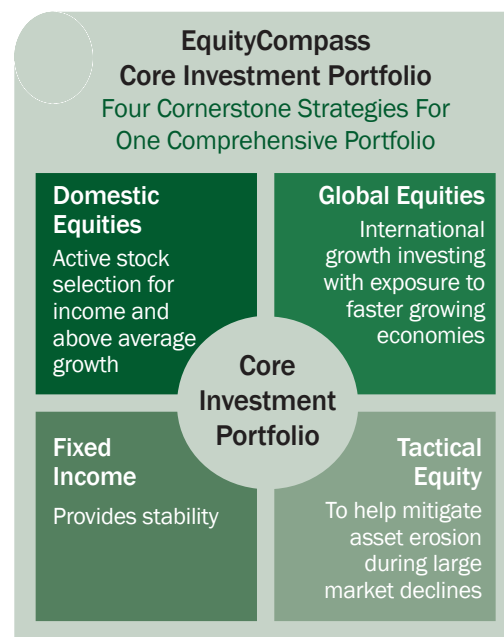 EquityCompass
Core Investment Portfolio
Four Cornerstone Strategies For
One Comprehensive Portfolio
Domestic
Equities
Active stock
selection for
income and
above average
growth
Global Equities
International
growth investing
with exposure to
faster growing
economies
Core
Investment
Portfolio
Fixed
Income
Provides stability
Tactical
Equity
To help mitigate
asset erosion
during large
market declines